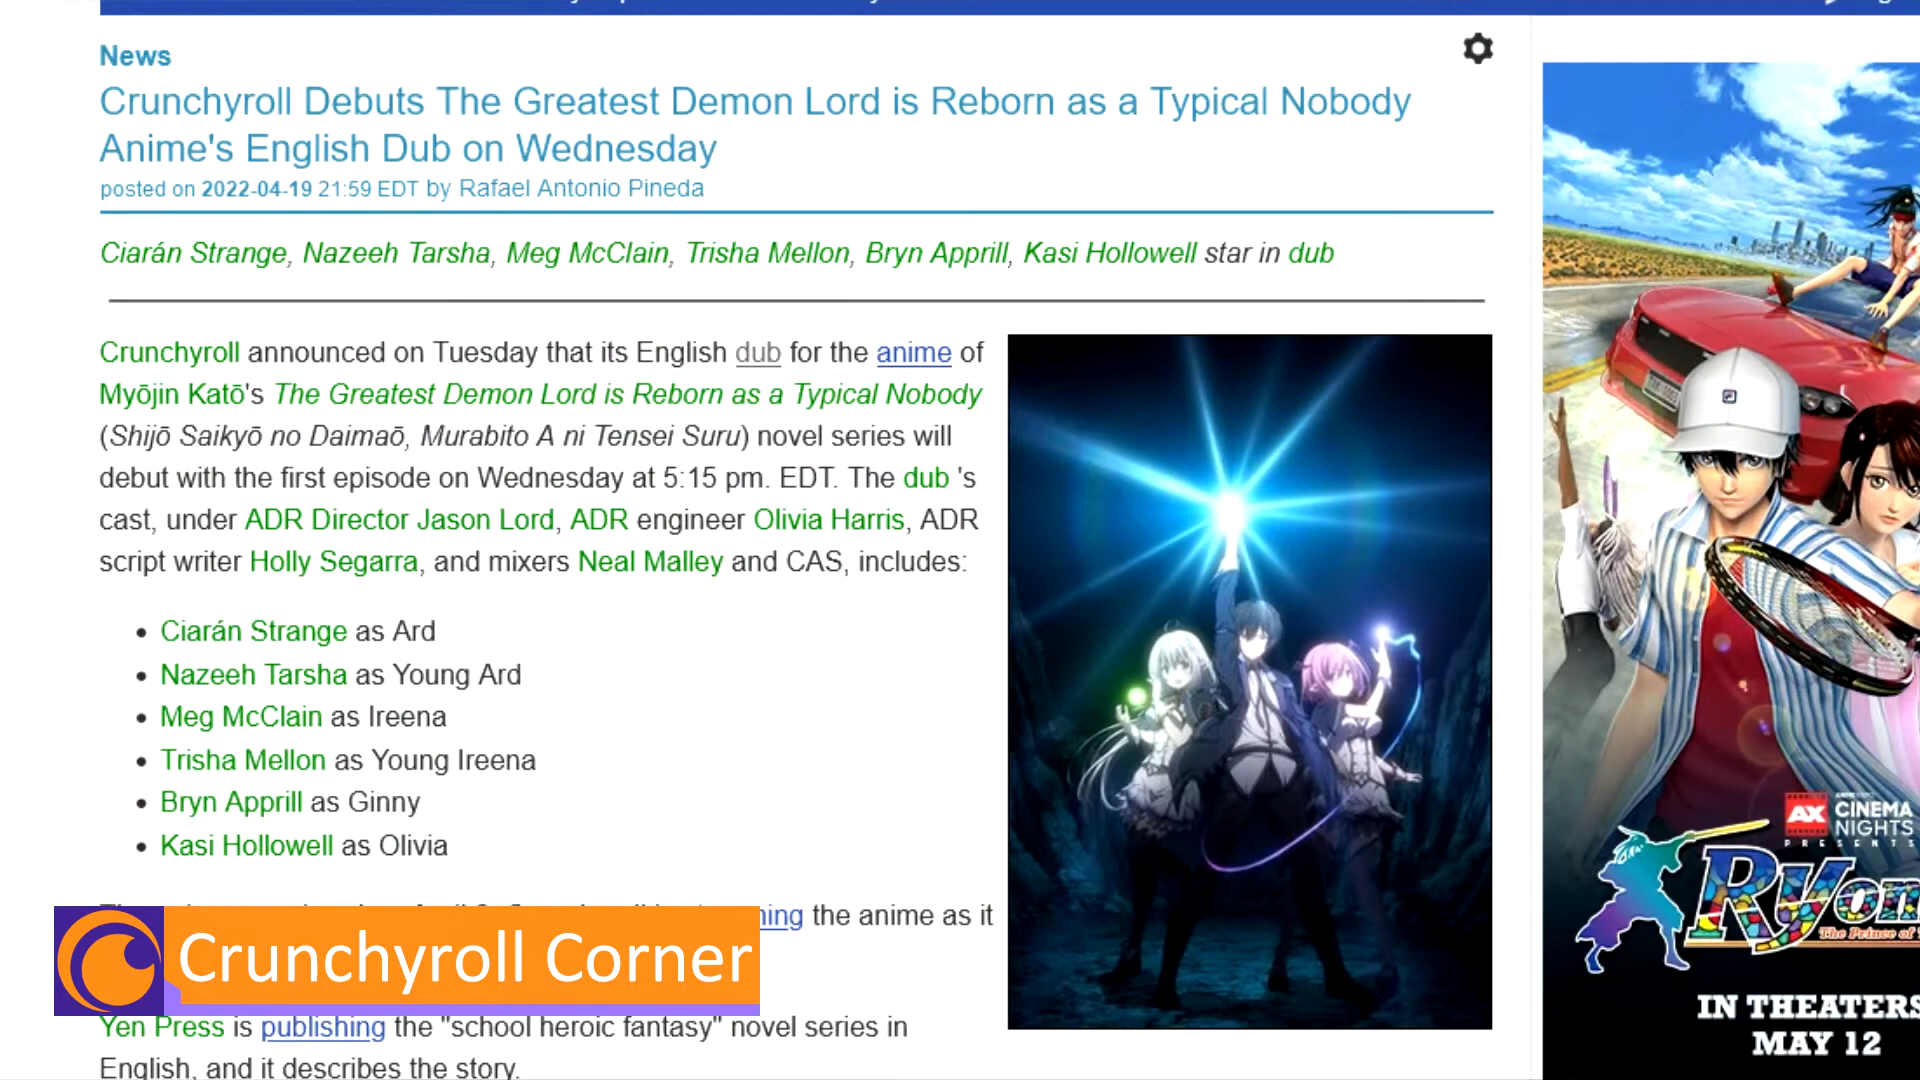 News
Crunchyroll Debuts The Greatest Demon Lord is Reborn as a Typical Nobody
Anime's English Dub on Wednesday
posted on 2022-04-19 21:59 EDT by Rafael Antonio Pineda
Ciarán Strange, Nazeeh Tarsha, Meg McClain, Trisha Mellon, Bryn Apprill, Kasi Hollowell star in dub
Crunchyroll announced on Tuesday that its English dub for the anime of
Myōjin Katō's The Greatest Demon Lord is Reborn as a Typical Nobody
(Shijō Saikyō no Daimaō, Murabito A ni Tensei Suru) novel series will
debut with the first episode on Wednesday at 5:15 pm. EDT. The dub 's
cast, under ADR Director Jason Lord, ADR engineer Olivia Harris, ADR
script writer Holly Segarra, and mixers Neal Malley and CAS, includes:
Ciarán Strange as Ard
Nazeeh Tarsha as Young Ard
Meg McClain as Ireena
Trisha Mellon as Young Ireena
Bryn Apprill as Ginny
Kasi Hollowell as Olivia
the anime as it
Crunchyroll Corner
Yen Press is publishing the "school heroic fantasy" novel series in
English, and it describes the story.
AX CINEMA
NIGHTS
PRESENTS
The Prince of
IN THEATERS
MAY 12